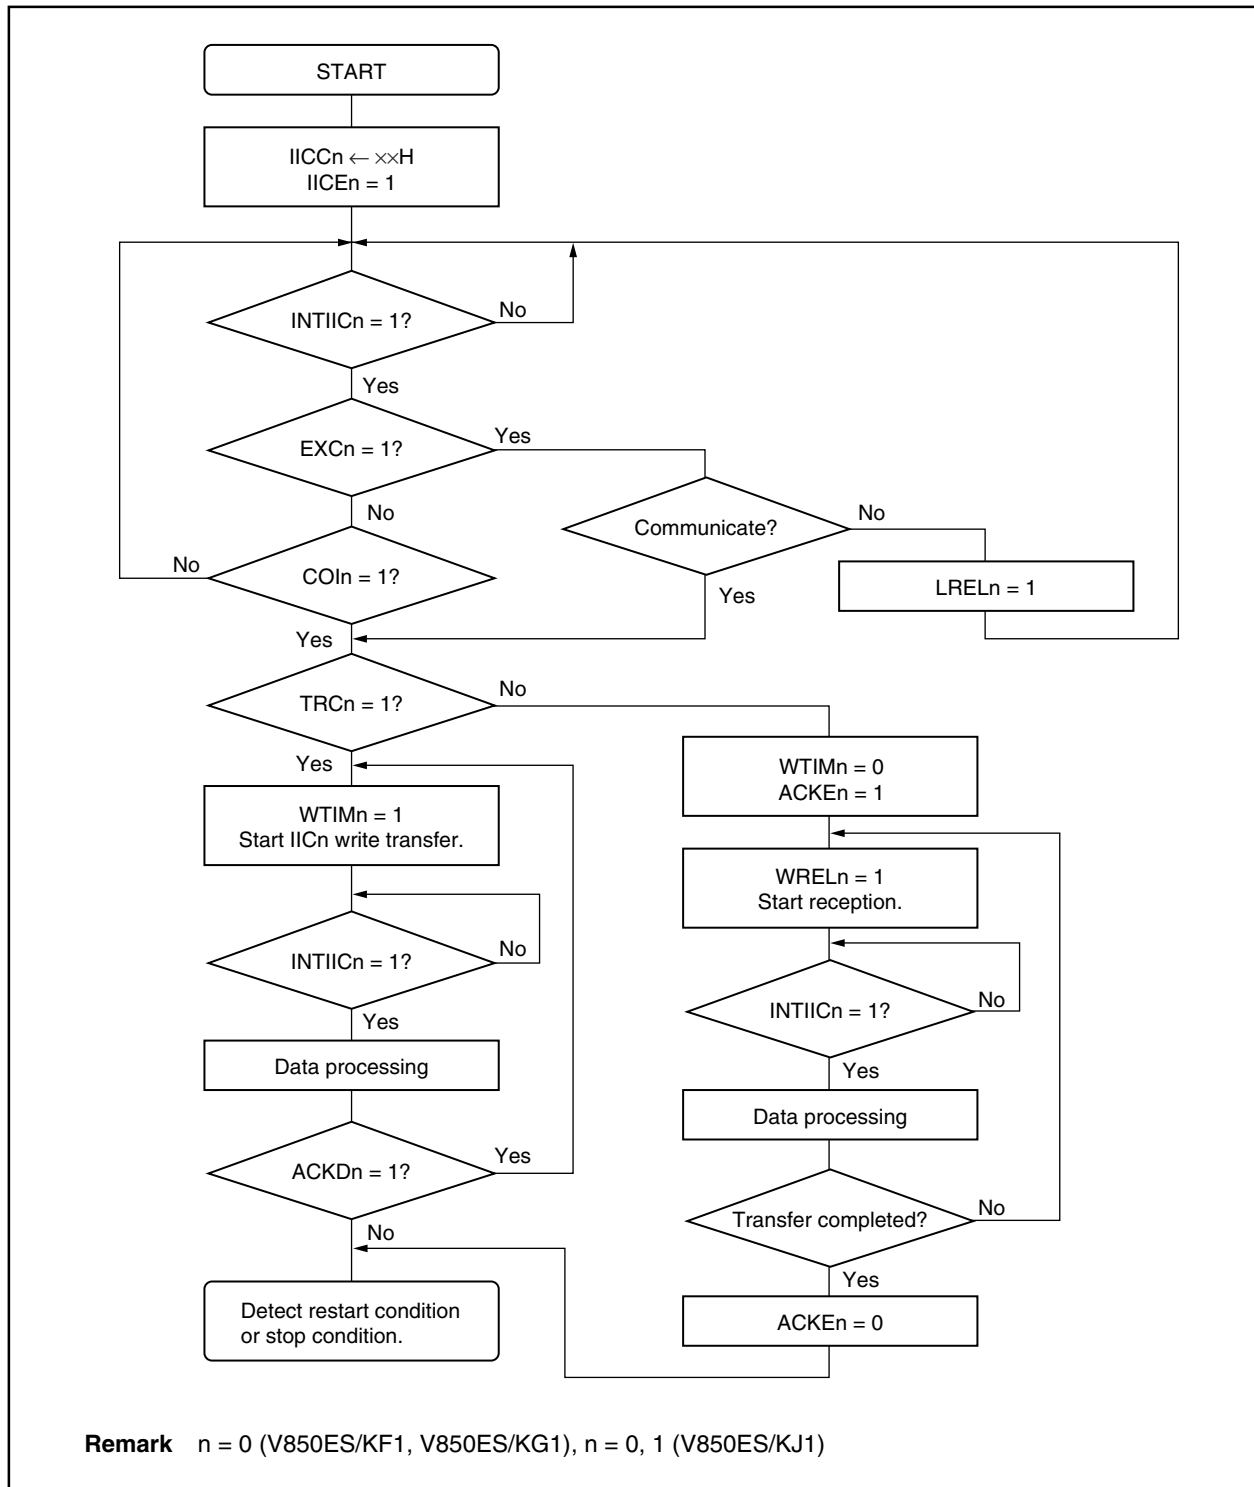 START
IICCn ← ××H
IICEn = 1
INTIICn = 1?
No
Yes
EXCn = 1?
Yes
No
Communicate?
No
Yes
LRELn = 1
COIn = 1?
No
Yes
TRCn = 1?
No
Yes
WTIMn = 1
Start IICn write transfer.
INTIICn = 1?
No
Yes
Data processing
ACKDn = 1?
Yes
No
Detect restart condition
or stop condition.
WTIMn = 0
ACKEn = 1
WRELn = 1
Start reception.
INTIICn = 1?
No
Yes
Data processing
Transfer completed?
No
Yes
ACKEn = 0
Remark n = 0 (V850ES/KF1, V850ES/KG1), n = 0, 1 (V850ES/KJ1)